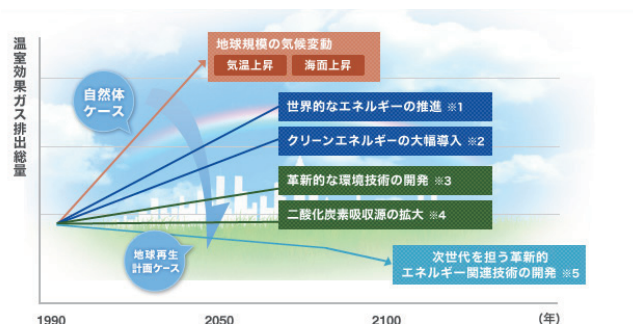 温室効果ガス排出総量
地球規模の気候変動
気温上昇 海面上昇
自然体
ケース
世界的なエネルギーの推進 ※1
クリーンエネルギーの大幅導入 ※2
革新的な環境技術の開発 ※3
二酸化炭素吸収源の拡大 ※4
地球再生
計画ケース
次世代を担う革新的
エネルギー関連技術の開発 ※5
1990 2050 2100 (年)